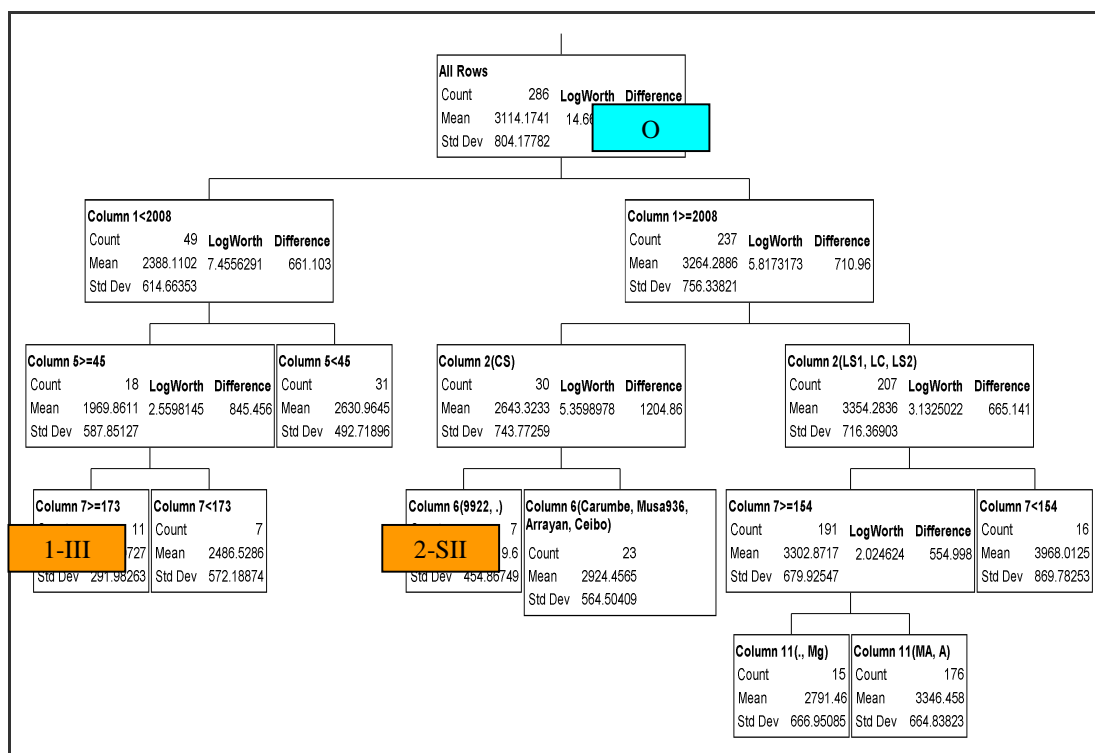 All Rows
Count 286 LogWorth Difference
Mean 3114.1741 14.66
Std Dev 804.17782
O
Column 1<2008
Count 49 LogWorth Difference
Mean 2388.1102 7.4556291 661.103
Std Dev 614.66353
Column 1>=2008
Count 237 LogWorth Difference
Mean 3264.2886 5.8173173 710.96
Std Dev 756.33821
Column 5>=45
Count 18 LogWorth Difference
Mean 1969.8611 2.5598145 845.456
Std Dev 587.85127
Column 5<45
Count 31
Mean 2630.9645
Std Dev 492.71896
Column 2(CS)
Count 30 LogWorth Difference
Mean 2643.3233 5.3598978 1204.86
Std Dev 743.77259
Column 2(LS1, LC, LS2)
Count 207 LogWorth Difference
Mean 3354.2836 3.1325022 665.141
Std Dev 716.36903
Column 7>=173
11
727
Std Dev 291.98263
1-III
Column 7<173
Count 7
Mean 2486.5286
Std Dev 572.18874
Column 6(9922, .)
7
9.6
Std Dev 454.86749
2-SII
Column 6(Carumbe, Musa936,
Arrayan, Ceibo)
Count 23
Mean 2924.4565
Std Dev 564.50409
Column 7>=154
Count 191 LogWorth Difference
Mean 3302.8717 2.024624 554.998
Std Dev 679.92547
Column 7<154
Count 16
Mean 3968.0125
Std Dev 869.78253
Column 11(., Mg)
Count 15
Mean 2791.46
Std Dev 666.95085
Column 11(MA, A)
Count 176
Mean 3346.458
Std Dev 664.83823